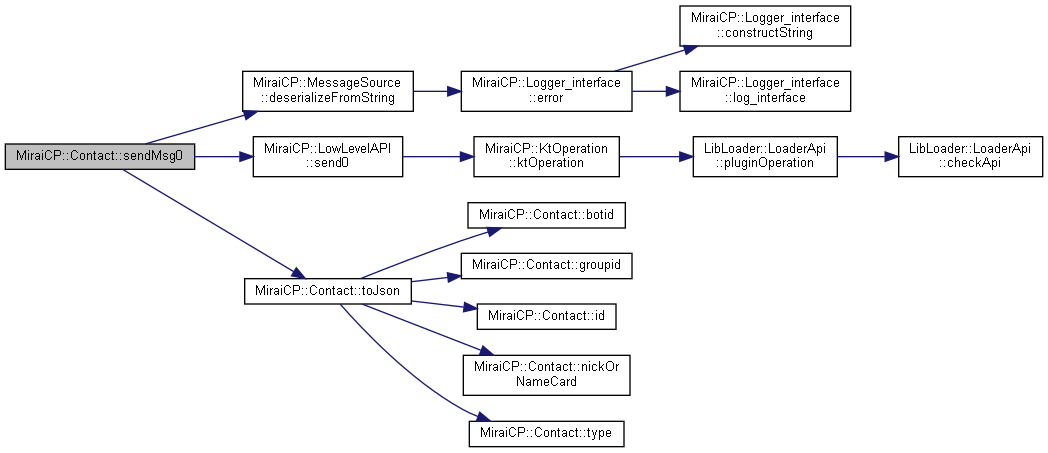 MiraiCP::Logger_interface
::constructString
MiraiCP::MessageSource
::deserializeFromString
MiraiCP::Logger_interface
::error
MiraiCP::Logger_interface
::log_interface
MiraiCP::Contact::sendMsg0
MiraiCP::LowLevelAPI
::send0
MiraiCP::KtOperation
::ktOperation
LibLoader::LoaderApi
::pluginOperation
LibLoader::LoaderApi
::checkApi
MiraiCP::Contact::botid
MiraiCP::Contact::groupid
MiraiCP::Contact::toJson
MiraiCP::Contact::id
MiraiCP::Contact::nickOr
NameCard
MiraiCP::Contact::type